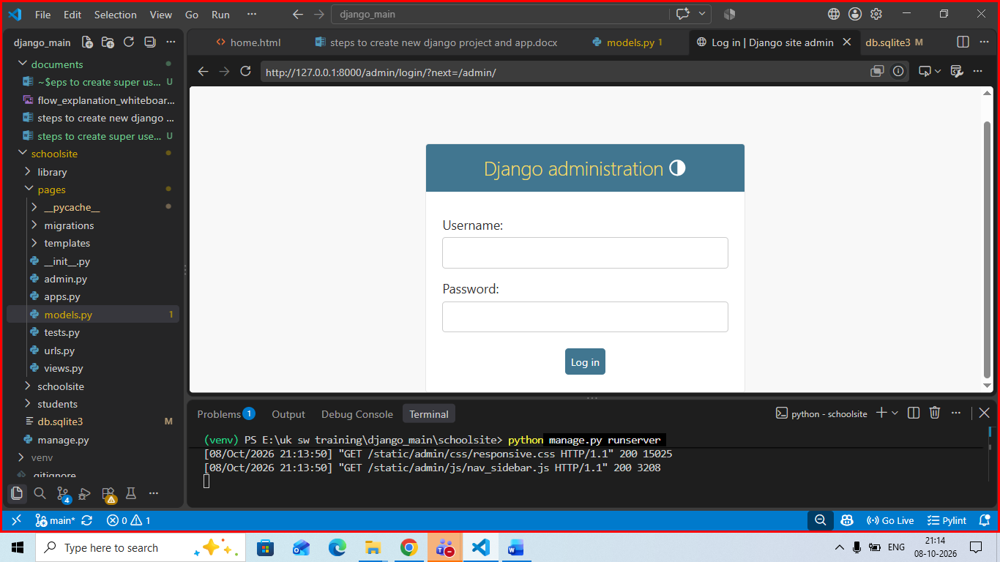 File Edit Selection View Go Run ··· django_main
django_main
home.html steps to create new django project and app.docx models.py 1 Log in | Django site admin db.sqlite3 M
http://127.0.0.1:8000/admin/login/?next=/admin/
documents
~$eps to create super us... U
flow_explanation_whiteboar...
steps to create new django ...
steps to create super use... U
schoolsite
library
pages
__pycache__
migrations
templates
__init__.py
admin.py
apps.py
models.py 1
tests.py
urls.py
views.py
schoolsite
students
db.sqlite3 M
manage.py
venv
.gitignore
Django administration
Username:
Password:
Log in
Problems 1 Output Debug Console Terminal python - schoolsite
(venv) PS E:\uk sw training\django_main\schoolsite> python manage.py runserver
[08/Oct/2026 21:13:50] "GET /static/admin/css/responsive.css HTTP/1.1" 200 15025
[08/Oct/2026 21:13:50] "GET /static/admin/js/nav_sidebar.js HTTP/1.1" 200 3208
4
main* 0 1 Go Live Pylint
Type here to search ENG 21:14
08-10-2026